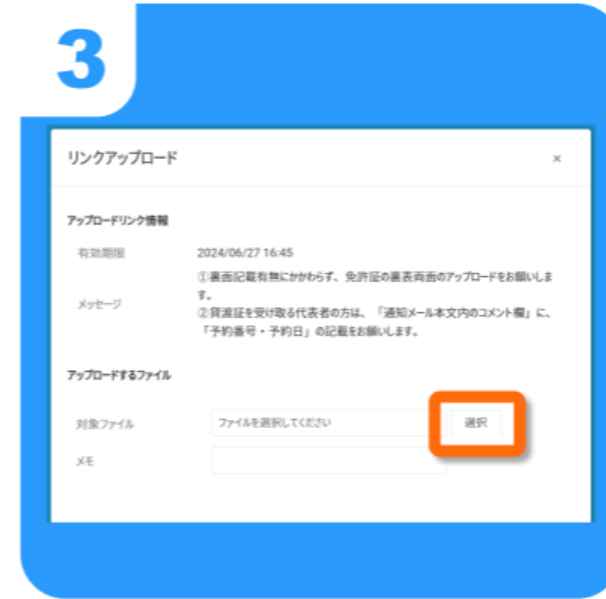 3
リンクアップロード ×
アップロードリンク情報
有効期限 2024/06/27 16:45
メッセージ
①裏面記載有無にかかわらず、免許証の裏表両面のアップロードをお願いしま
す。
②貸渡証を受け取る代表者の方は、「通知メール本文内のコメント欄」に、
「予約番号・予約日」の記載をお願いします。
アップロードするファイル
対象ファイル ファイルを選択してください 選択
メモ